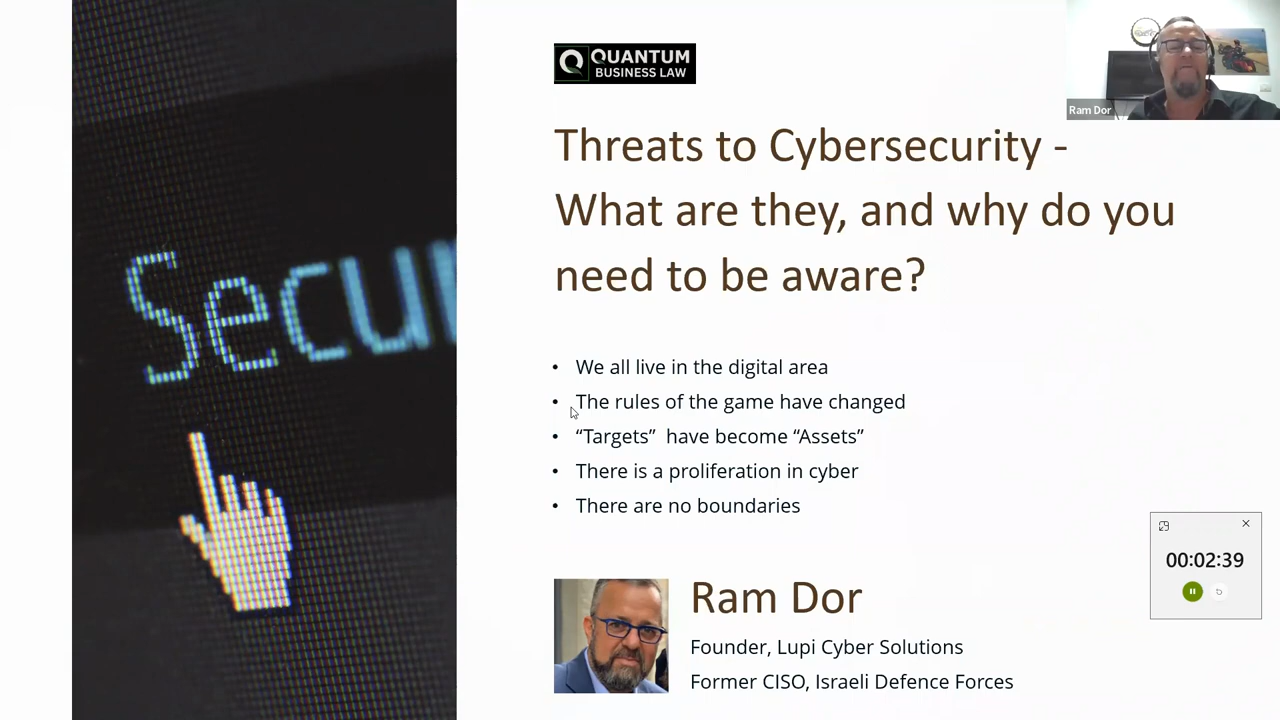 QUANTUM
BUSINESS LAW
Ram Dor
Threats to Cybersecurity -
What are they, and why do you
need to be aware?
Secur
• We all live in the digital area
• The rules of the game have changed
• “Targets”  have become “Assets”
• There is a proliferation in cyber
• There are no boundaries
00:02:39
Ram Dor
Founder, Lupi Cyber Solutions
Former CISO, Israeli Defence Forces